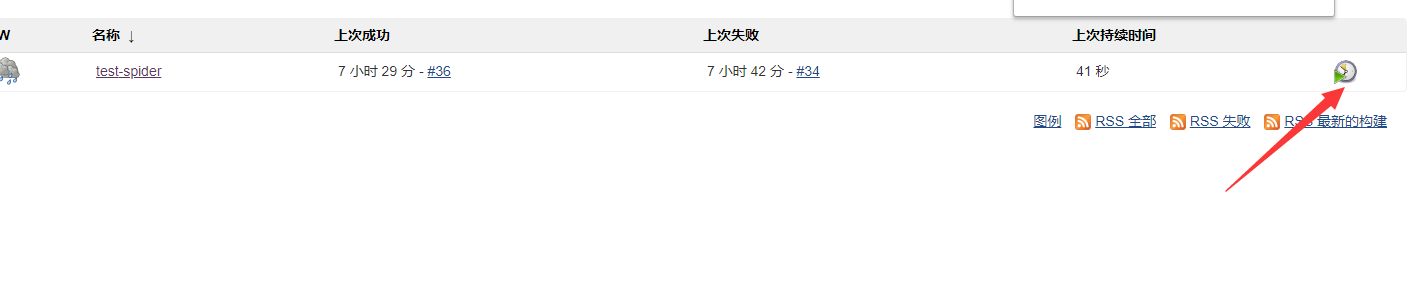 W 名称 ↓ 上次成功 上次失败 上次持续时间
test-spider 7 小时 29 分 - #36 7 小时 42 分 - #34 41 秒
图例 RSS 全部 RSS 失败 RSS 最新的构建